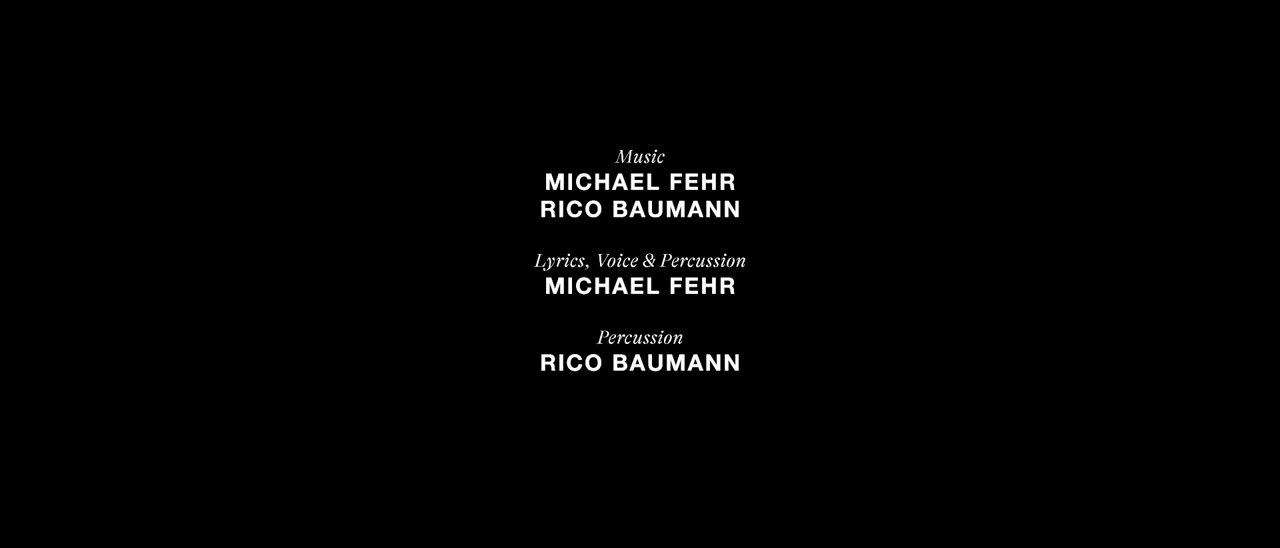 Music
MICHAEL FEHR
RICO BAUMANN
Lyrics, Voice & Percussion
MICHAEL FEHR
Percussion
RICO BAUMANN